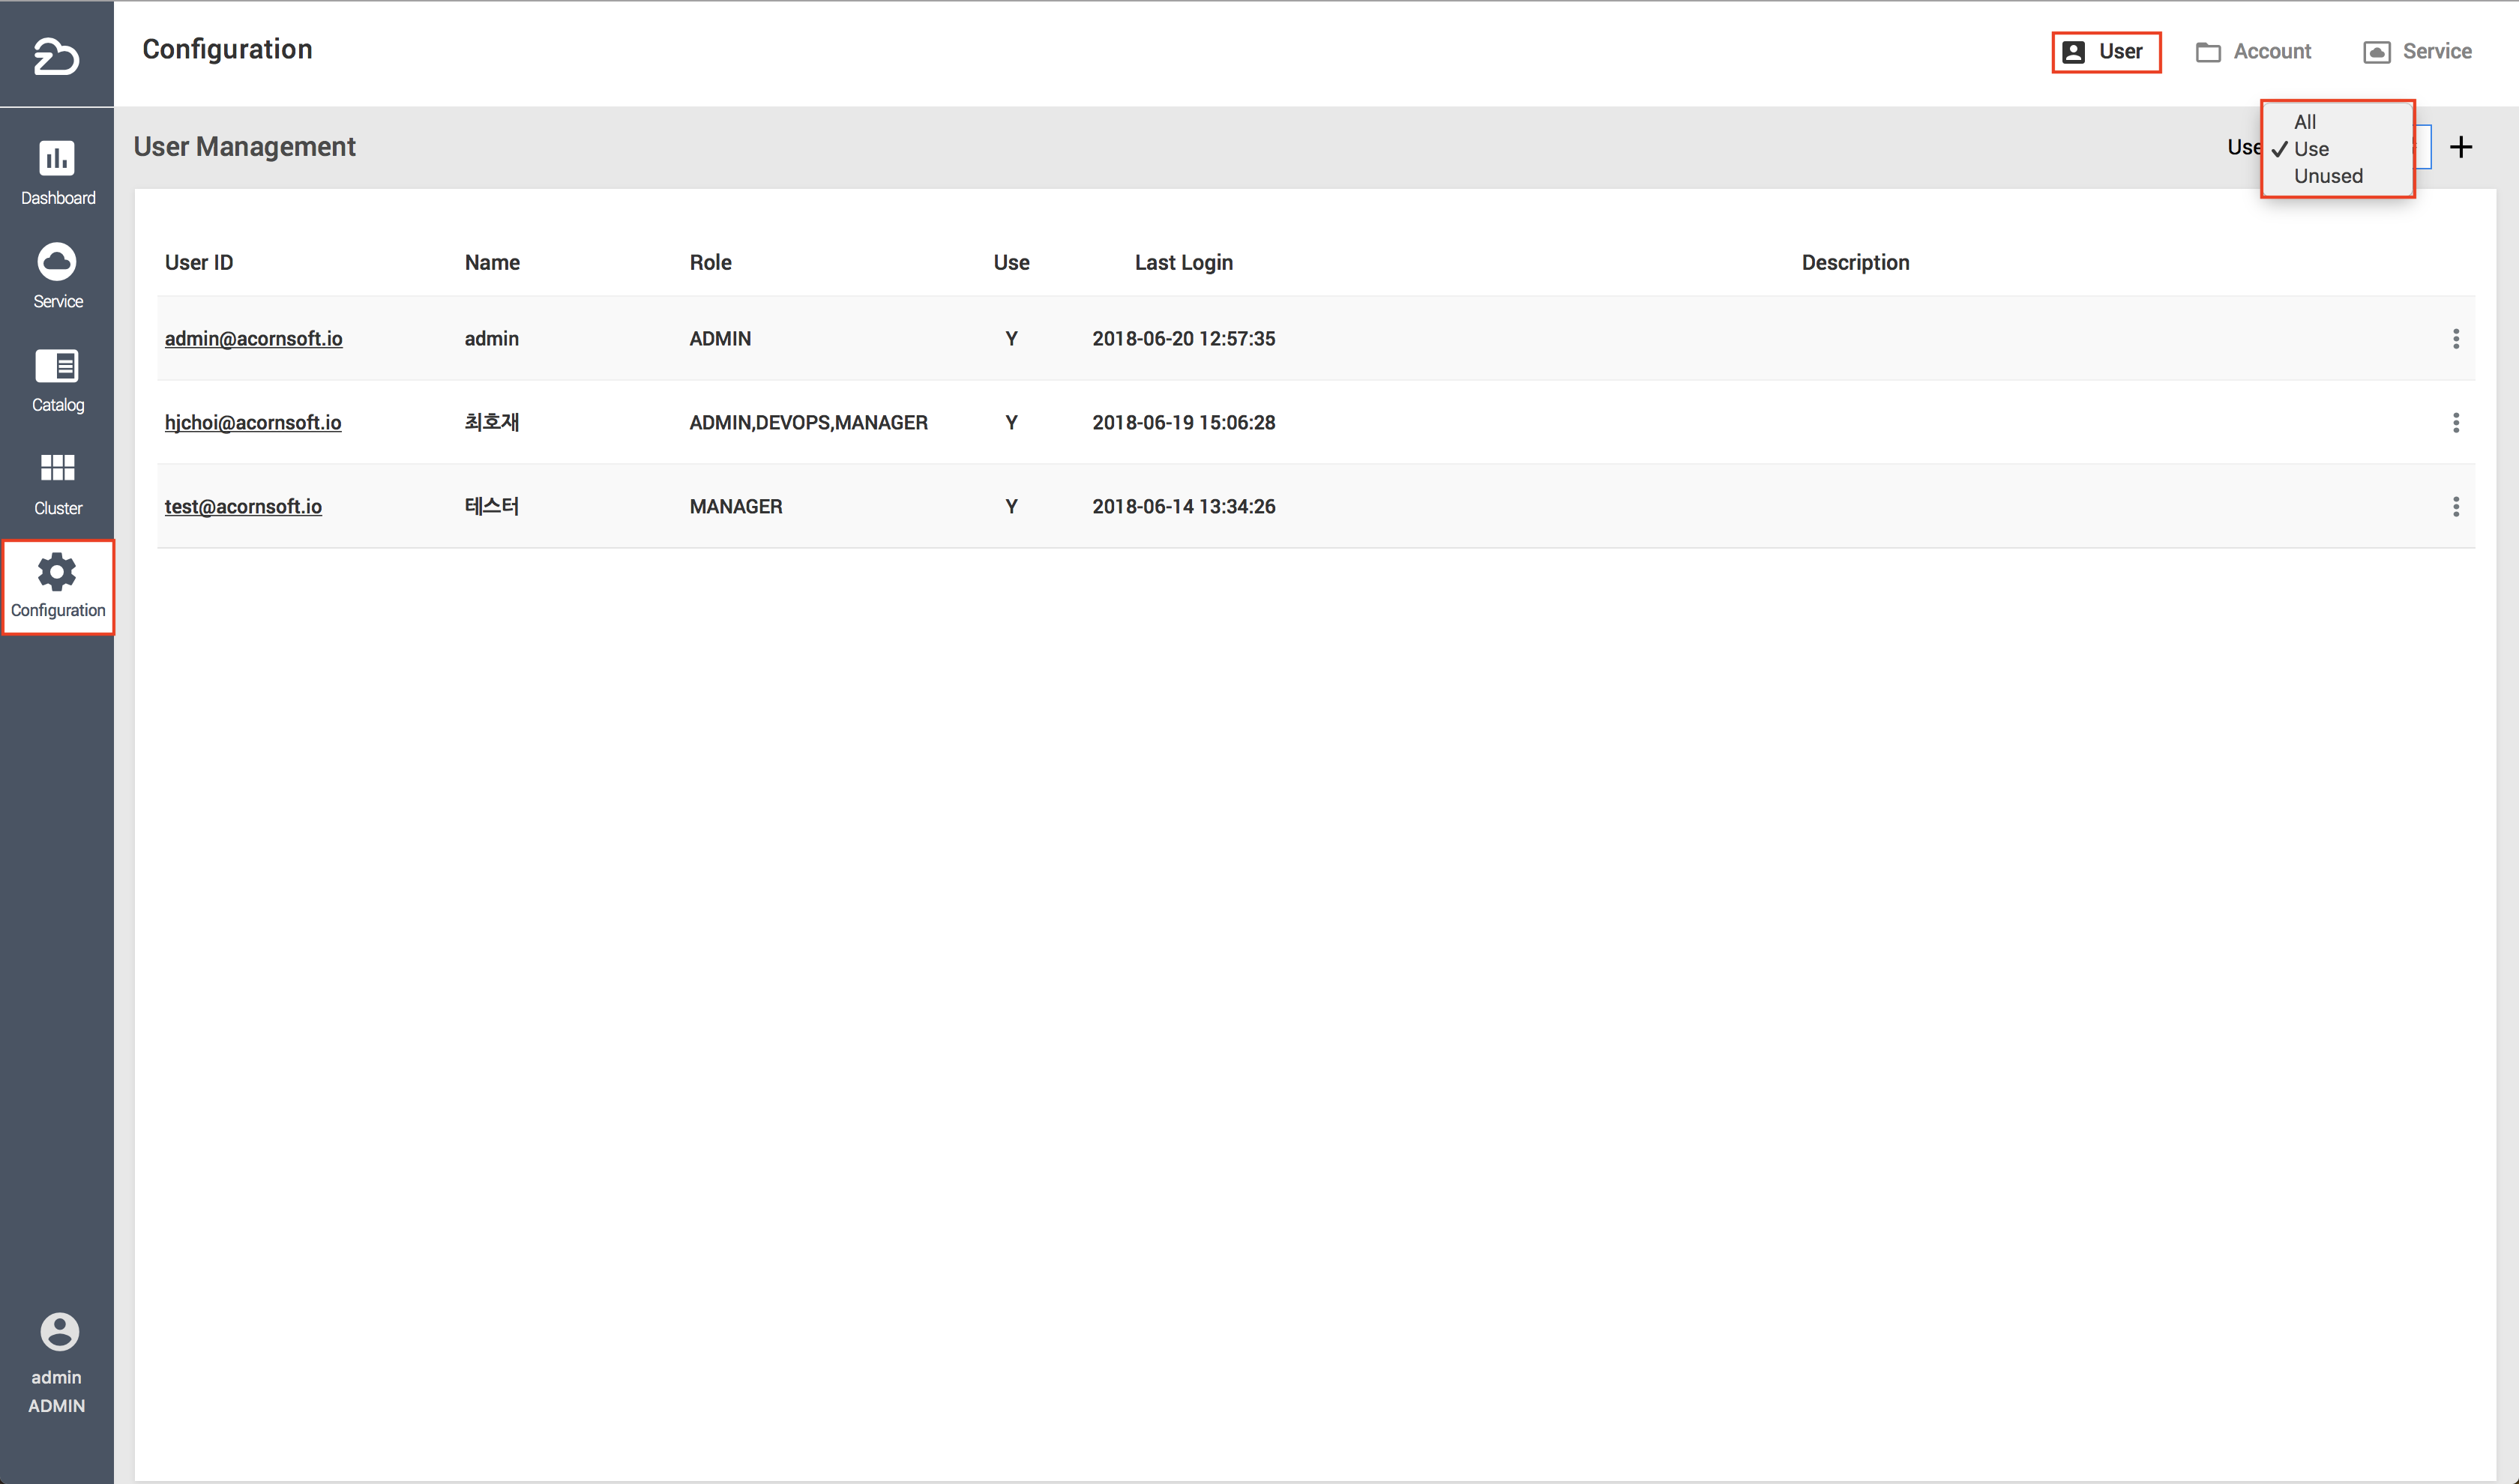 Configuration
User
Account
Service
User Management
Use
All
✓ Use
Unused
Dashboard
Service
Catalog
Cluster
Configuration
User ID Name Role Use Last Login Description
admin@acornsoft.io admin ADMIN Y 2018-06-20 12:57:35
hjchoi@acornsoft.io 최호재 ADMIN,DEVOPS,MANAGER Y 2018-06-19 15:06:28
test@acornsoft.io 테스터 MANAGER Y 2018-06-14 13:34:26
admin
ADMIN